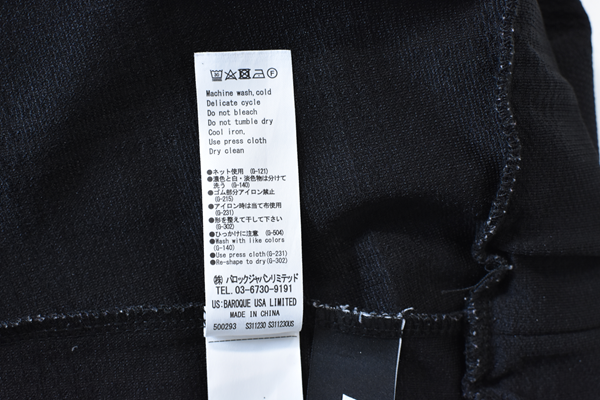 Machine wash,cold
Delicate cycle
Do not bleach
Do not tumble dry
Cool iron,
Use press cloth
Dry clean
●ネット使用 (G-121)
●濃色と白・淡色物は分けて
洗う (G-140)
●ゴム部分アイロン禁止
(G-215)
●アイロン時は当て布使用
(G-231)
●形を整えて干して下さい
(G-302)
●ひっかけに注意 (G-504)
●Wash with like colors
(G-140)
●Use press cloth(G-231)
●Re-shape to dry(G-302)
㈱ バロックジャパンリミテッド
TEL. 03-6730-9191
US:BAROQUE USA LIMITED
MADE IN CHINA
500293 S311230 S311230US